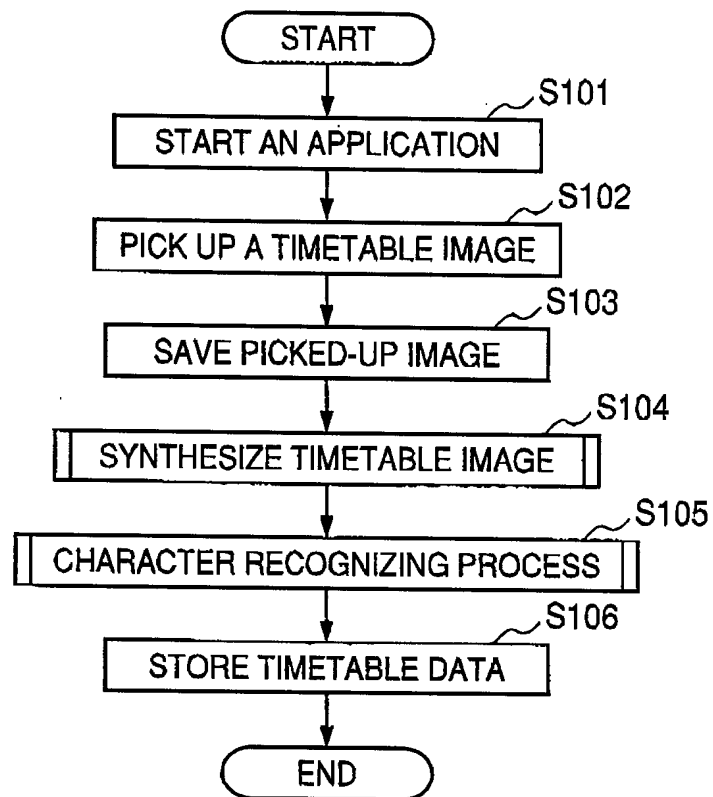 START
S101
START AN APPLICATION
S102
PICK UP A TIMETABLE IMAGE
S103
SAVE PICKED-UP IMAGE
S104
SYNTHESIZE TIMETABLE IMAGE
S105
CHARACTER RECOGNIZING PROCESS
S106
STORE TIMETABLE DATA
END